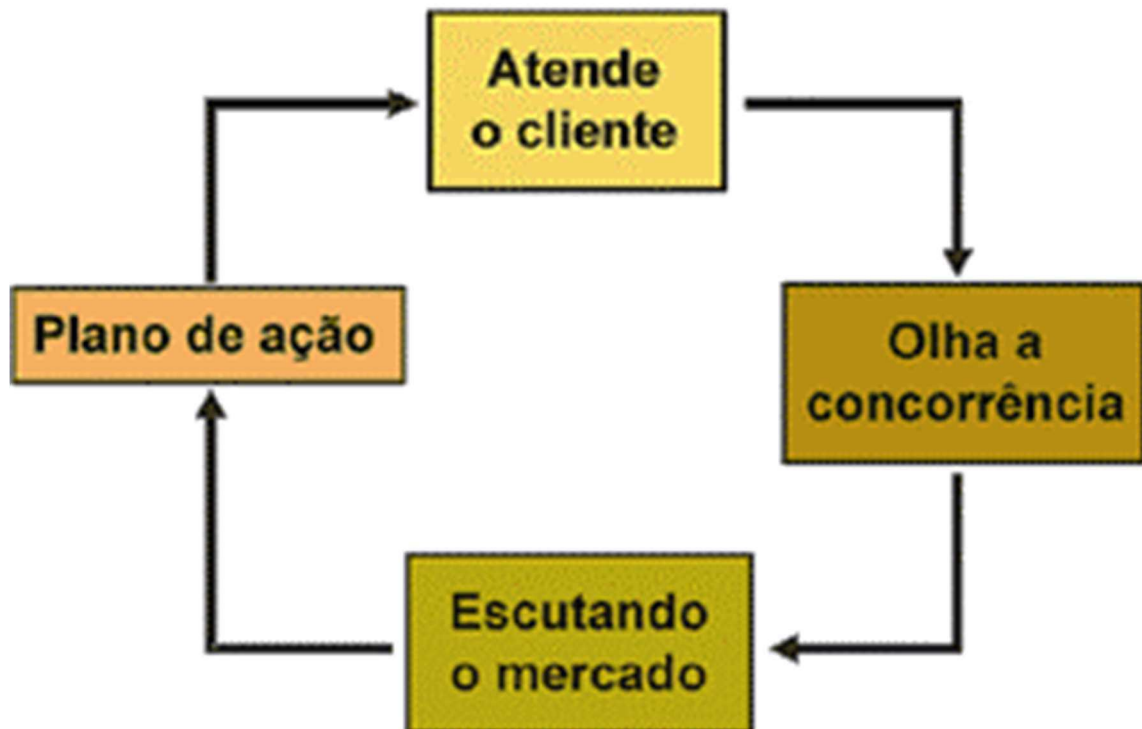 Atende
o cliente
Olha a
concorrência
Escutando
o mercado
Plano de ação